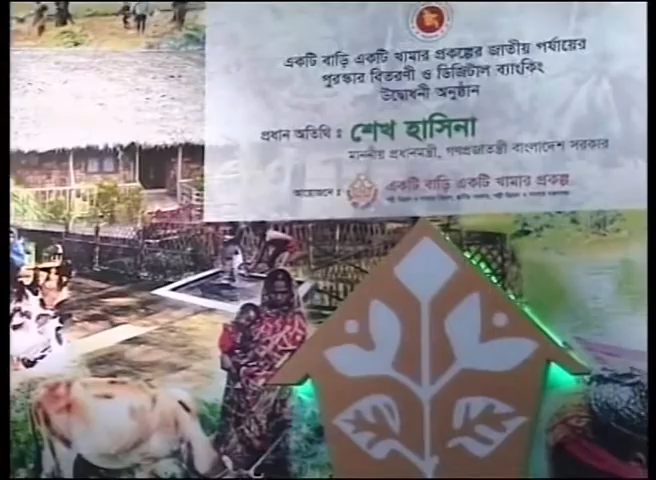 একটি বাড়ি একটি খামার প্রকল্পের জাতীয় পর্যায়ের
পুরস্কার বিতরণী ও ডিজিটাল ব্যাংকিং
উদ্বোধনী অনুষ্ঠান
প্রধান অতিথি : শেখ হাসিনা
মাননীয় প্রধানমন্ত্রী, গণপ্রজাতন্ত্রী বাংলাদেশ সরকার
আয়োজনে : একটি বাড়ি একটি খামার প্রকল্প